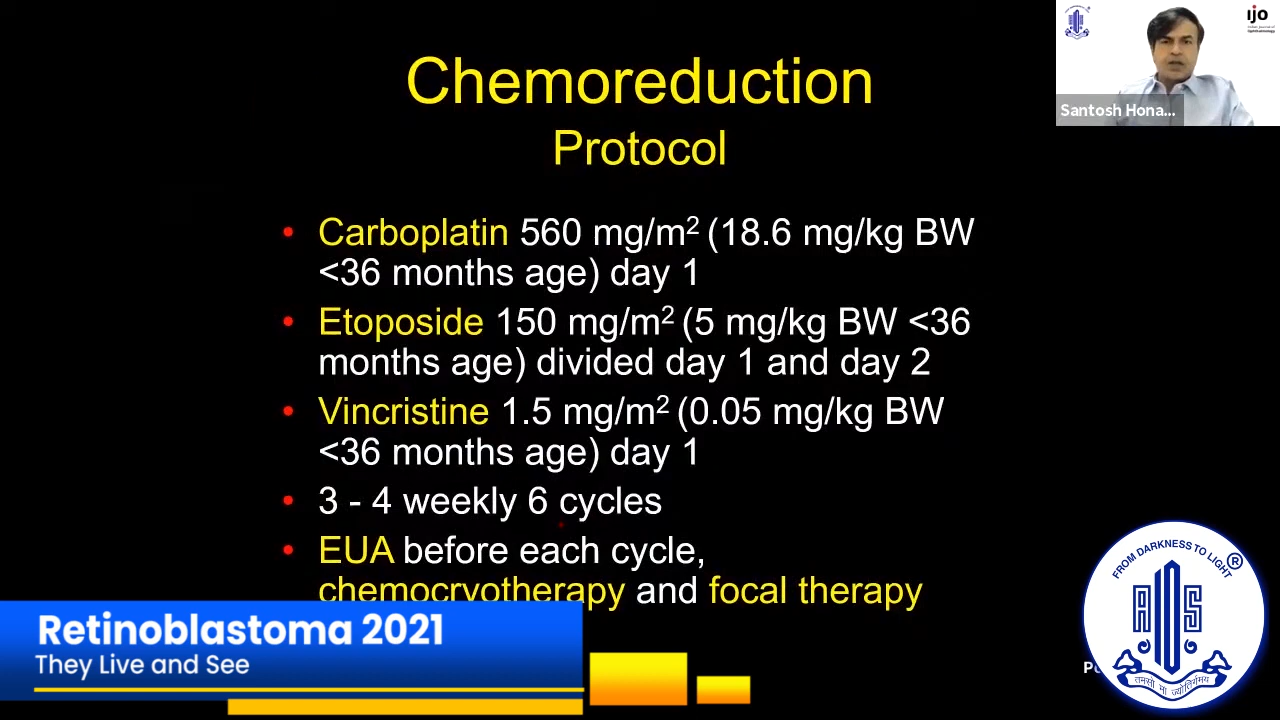 Chemoreduction
Protocol
• Carboplatin 560 mg/m² (18.6 mg/kg BW
<36 months age) day 1
• Etoposide 150 mg/m² (5 mg/kg BW <36
months age) divided day 1 and day 2
• Vincristine 1.5 mg/m² (0.05 mg/kg BW
<36 months age) day 1
• 3 - 4 weekly 6 cycles
• EUA before each cycle,
chemocryotherapy and focal therapy
Santosh Hona...
ijo
Retinoblastoma 2021
They Live and See
FROM DARKNESS TO LIGHT
®
AIOS
तमसो मा ज्योतिर्गमय